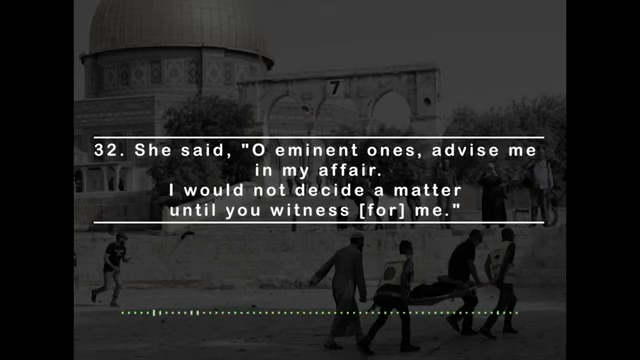 7
32. She said, "O eminent ones, advise me
in my affair.
I would not decide a matter
until you witness [for] me."